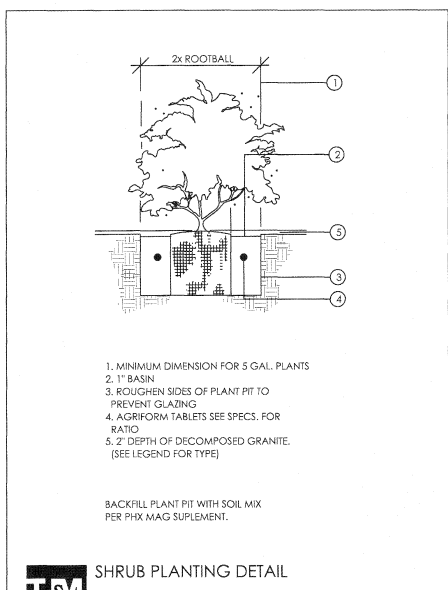 2x ROOTBALL
1
2
5
3
4
1. MINIMUM DIMENSION FOR 5 GAL. PLANTS
2. 1" BASIN
3. ROUGHEN SIDES OF PLANT PIT TO
PREVENT GLAZING
4. AGRIFORM TABLETS SEE SPECS. FOR
RATIO
5. 2" DEPTH OF DECOMPOSED GRANITE.
(SEE LEGEND FOR TYPE)
BACKFILL PLANT PIT WITH SOIL MIX
PER PHX MAG SUPLEMENT.
SHRUB PLANTING DETAIL